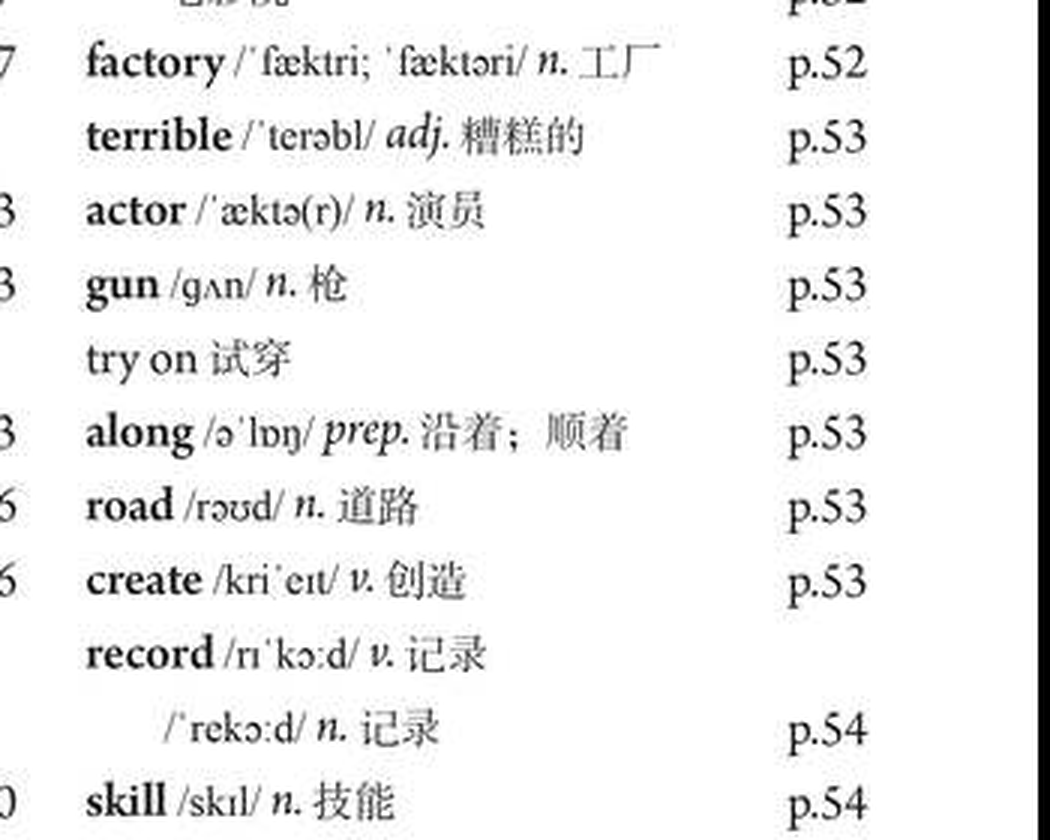 factory /ˈfæktri; ˈfæktəri/ n. 工厂 p.52
terrible /ˈterəbl/ adj. 糟糕的 p.53
actor /ˈæktə(r)/ n. 演员 p.53
gun /ɡʌn/ n. 枪 p.53
try on 试穿 p.53
along /əˈlɒŋ/ prep. 沿着；顺着 p.53
road /rəʊd/ n. 道路 p.53
create /kriˈeɪt/ v. 创造 p.53
record /rɪˈkɔːd/ v. 记录
/ˈrekɔːd/ n. 记录 p.54
skill /skɪl/ n. 技能 p.54